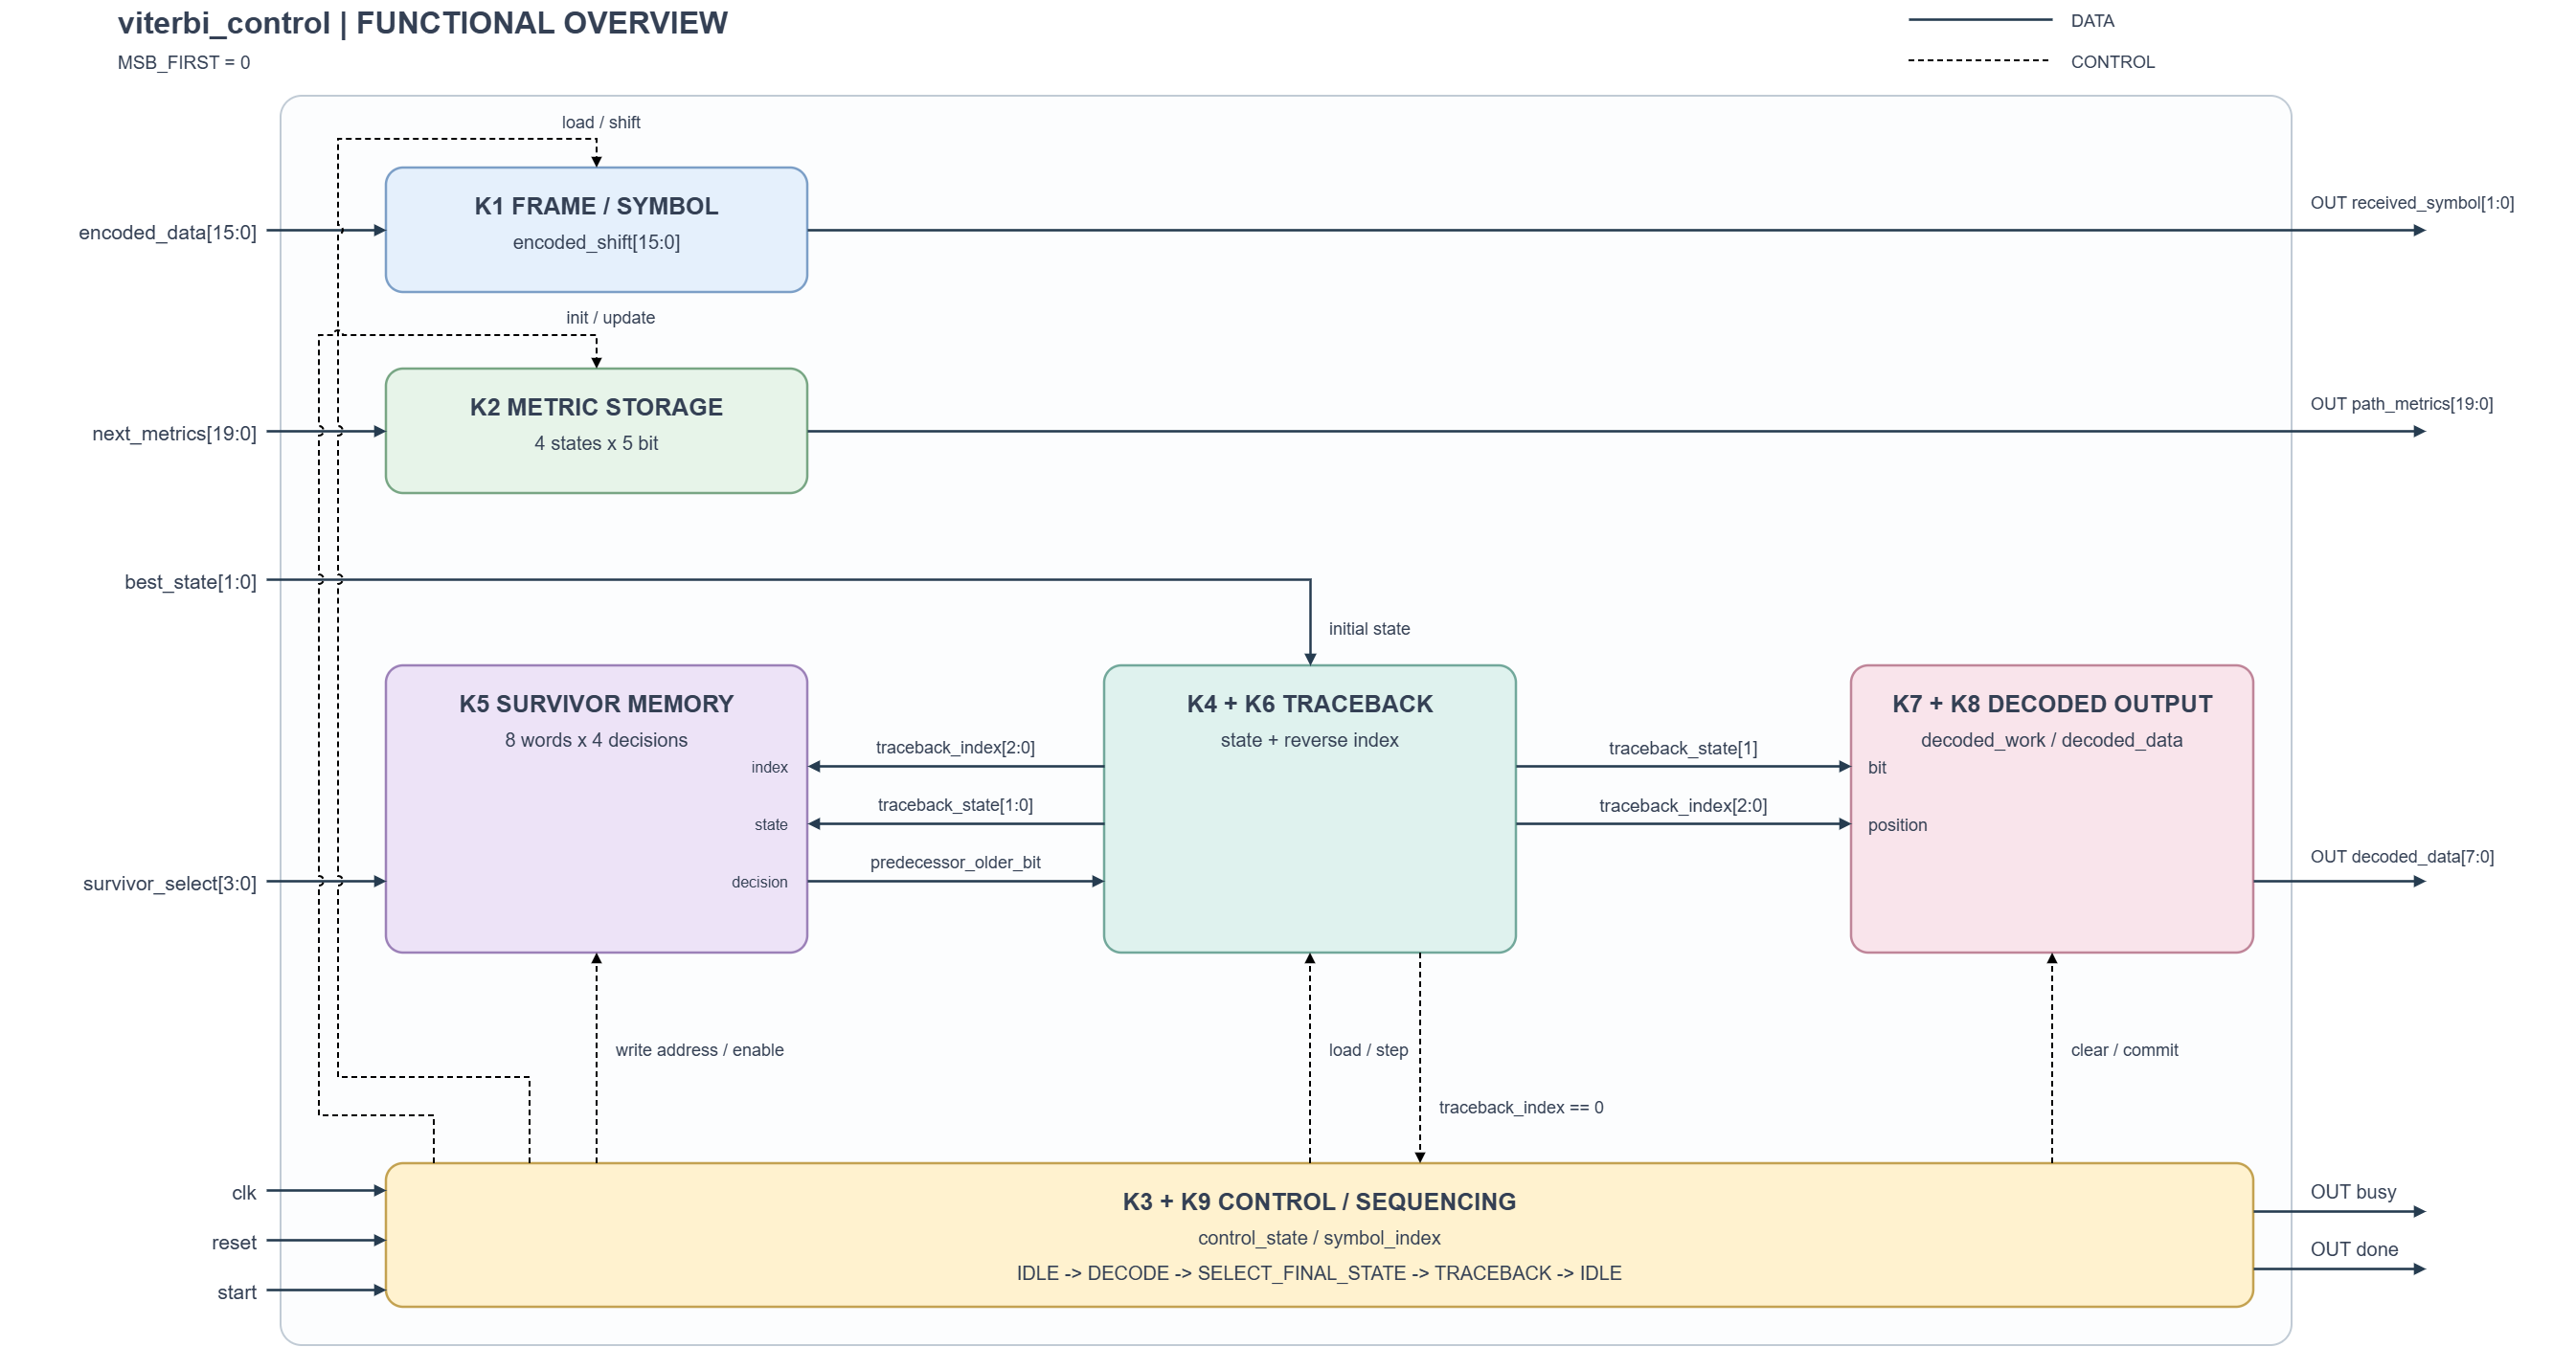 viterbi_control | FUNCTIONAL OVERVIEW
MSB_FIRST = 0
DATA
CONTROL
load / shift
K1 FRAME / SYMBOL
encoded_shift[15:0]
encoded_data[15:0]
OUT received_symbol[1:0]
init / update
K2 METRIC STORAGE
4 states x 5 bit
next_metrics[19:0]
OUT path_metrics[19:0]
best_state[1:0]
initial state
K5 SURVIVOR MEMORY
8 words x 4 decisions
index
state
decision
survivor_select[3:0]
traceback_index[2:0]
traceback_state[1:0]
predecessor_older_bit
K4 + K6 TRACEBACK
state + reverse index
traceback_state[1]
traceback_index[2:0]
K7 + K8 DECODED OUTPUT
decoded_work / decoded_data
bit
position
OUT decoded_data[7:0]
write address / enable
load / step
traceback_index == 0
clear / commit
clk
reset
start
K3 + K9 CONTROL / SEQUENCING
control_state / symbol_index
IDLE -> DECODE -> SELECT_FINAL_STATE -> TRACEBACK -> IDLE
OUT busy
OUT done